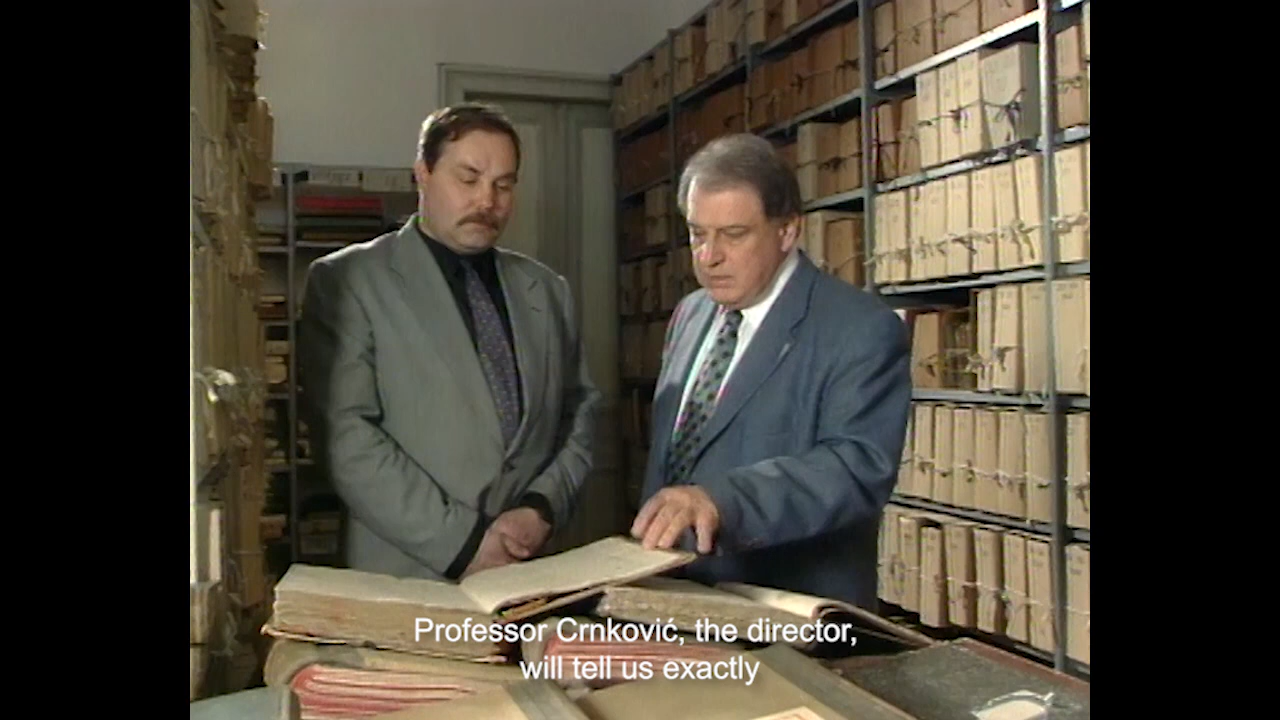 Professor Crnković, the director,
will tell us exactly